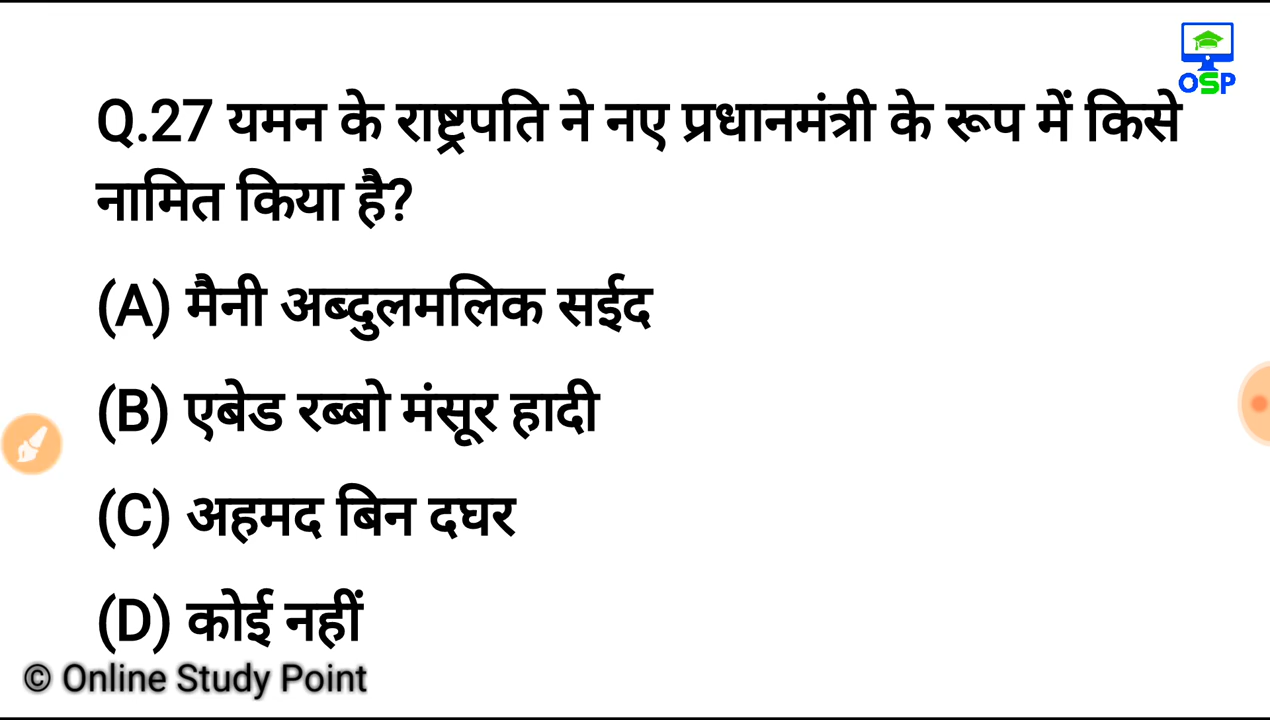 OSP
Q.27 यमन के राष्ट्रपति ने नए प्रधानमंत्री के रूप में किसे
नामित किया है?
(A) मैनी अब्दुलमलिक सईद
(B) एबेड रब्बो मंसूर हादी
(C) अहमद बिन दघर
(D) कोई नहीं
© Online Study Point